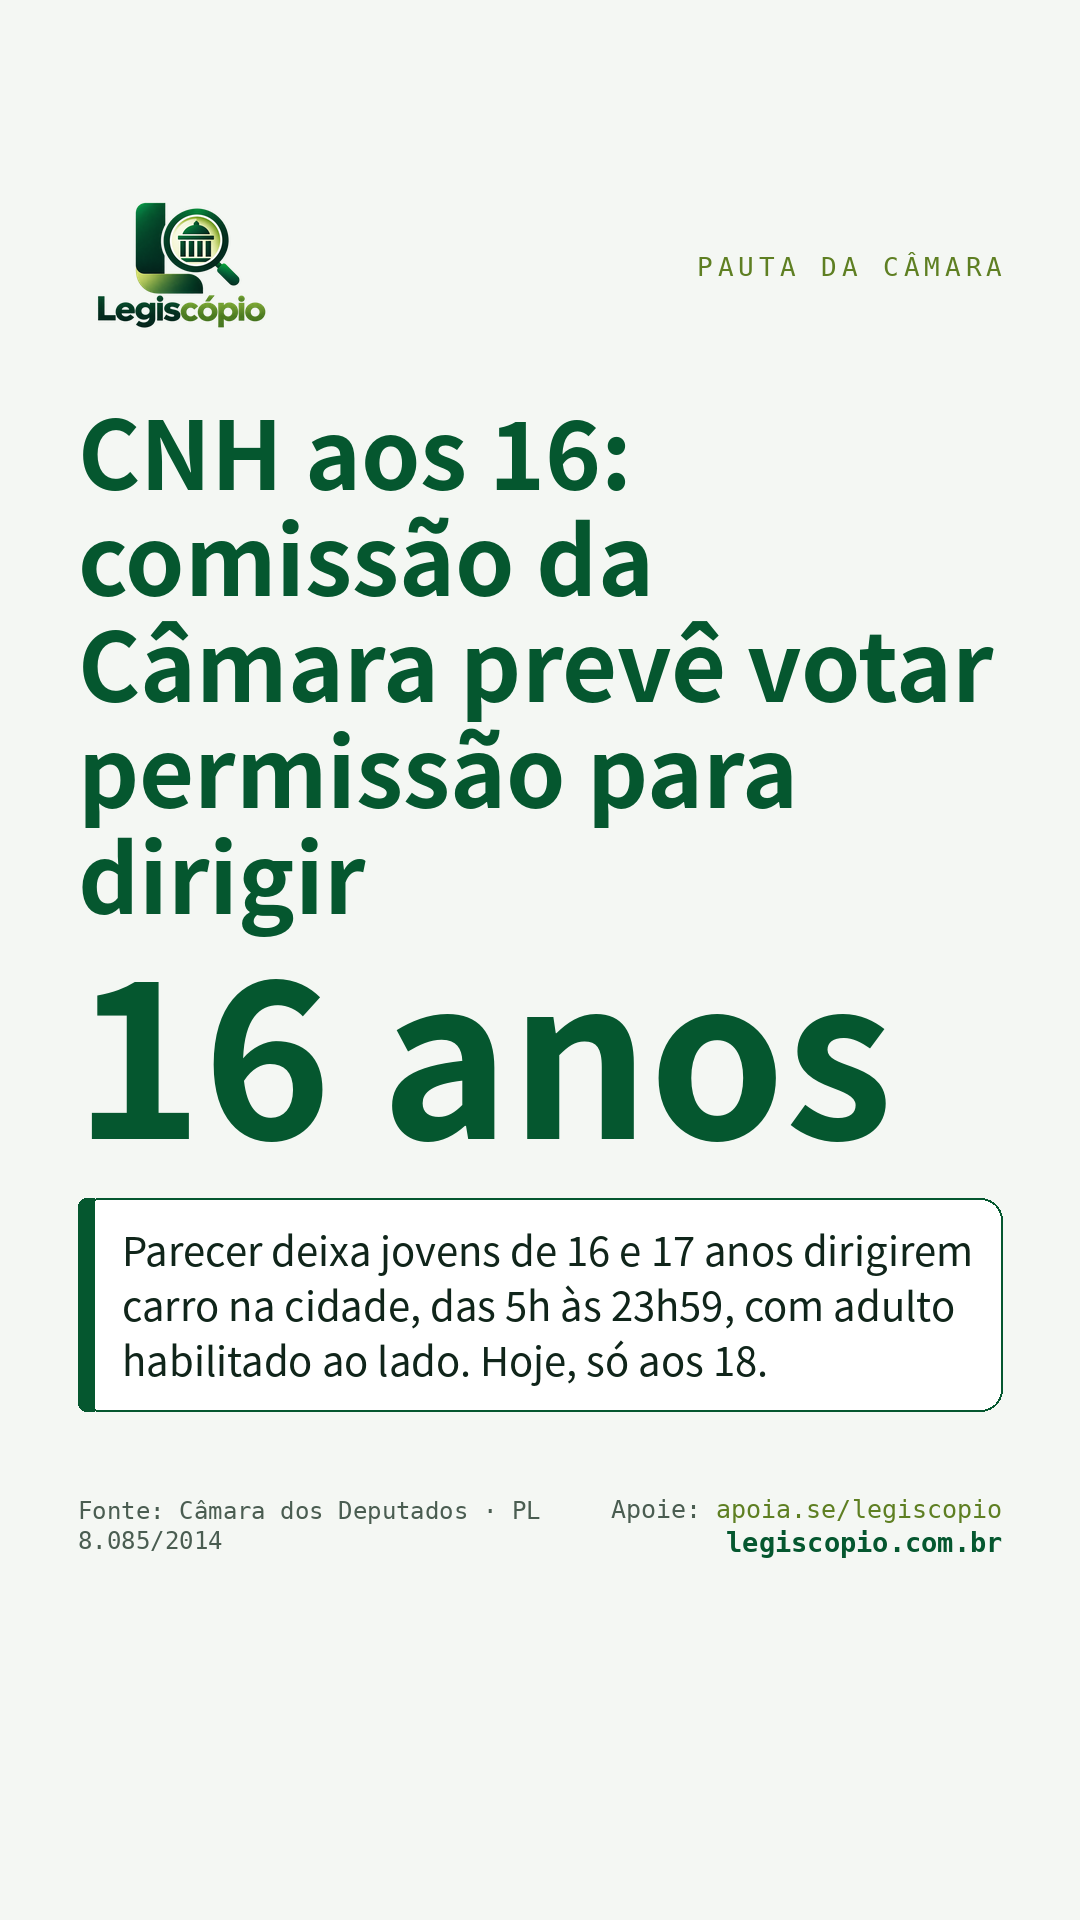 Legiscópio
PAUTA DA CÂMARA
CNH aos 16:
comissão da
Câmara prevê votar
permissão para
dirigir
16 anos
Parecer deixa jovens de 16 e 17 anos dirigirem
carro na cidade, das 5h às 23h59, com adulto
habilitado ao lado. Hoje, só aos 18.
Fonte: Câmara dos Deputados · PL
8.085/2014
Apoie: apoia.se/legiscopio
legiscopio.com.br